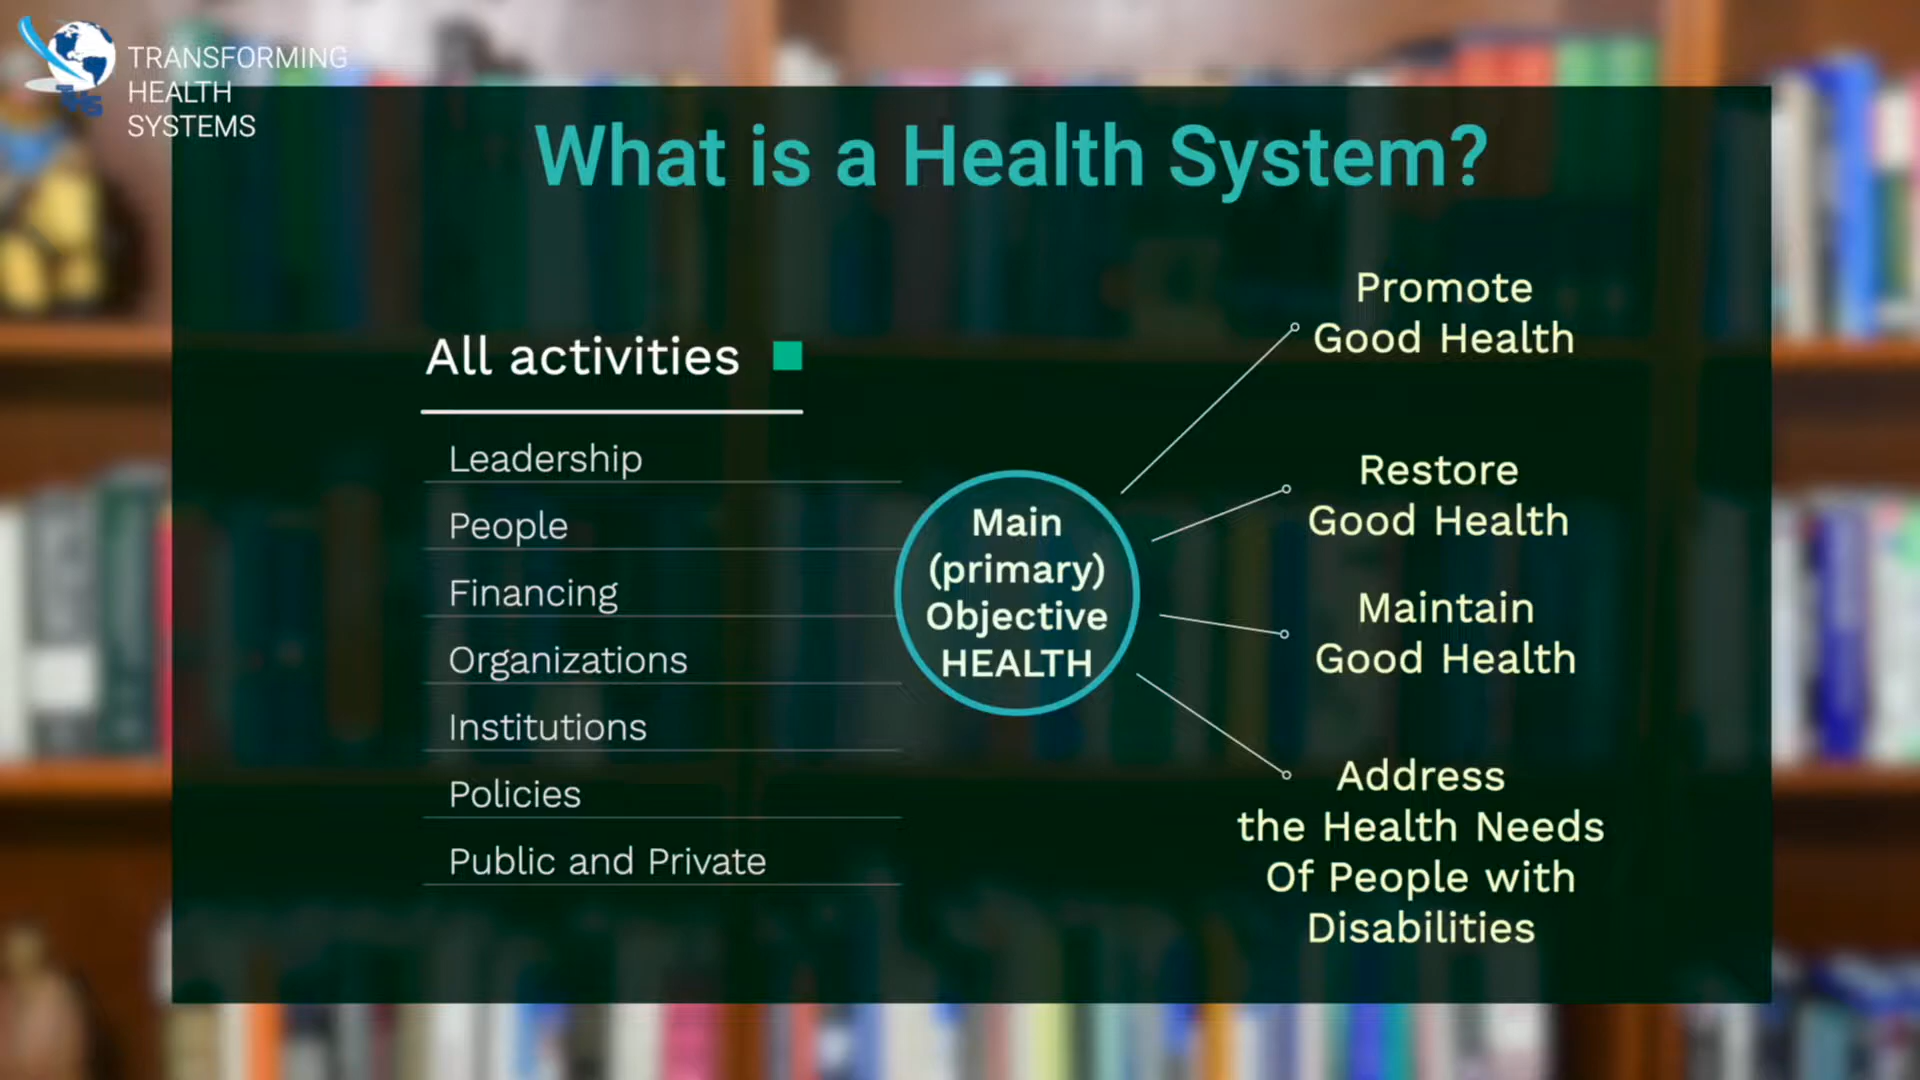 TRANSFORMING
HEALTH
SYSTEMS
What is a Health System?
All activities
Leadership
People
Financing
Organizations
Institutions
Policies
Public and Private
Main
(primary)
Objective
HEALTH
Promote
Good Health
Restore
Good Health
Maintain
Good Health
Address
the Health Needs
Of People with
Disabilities